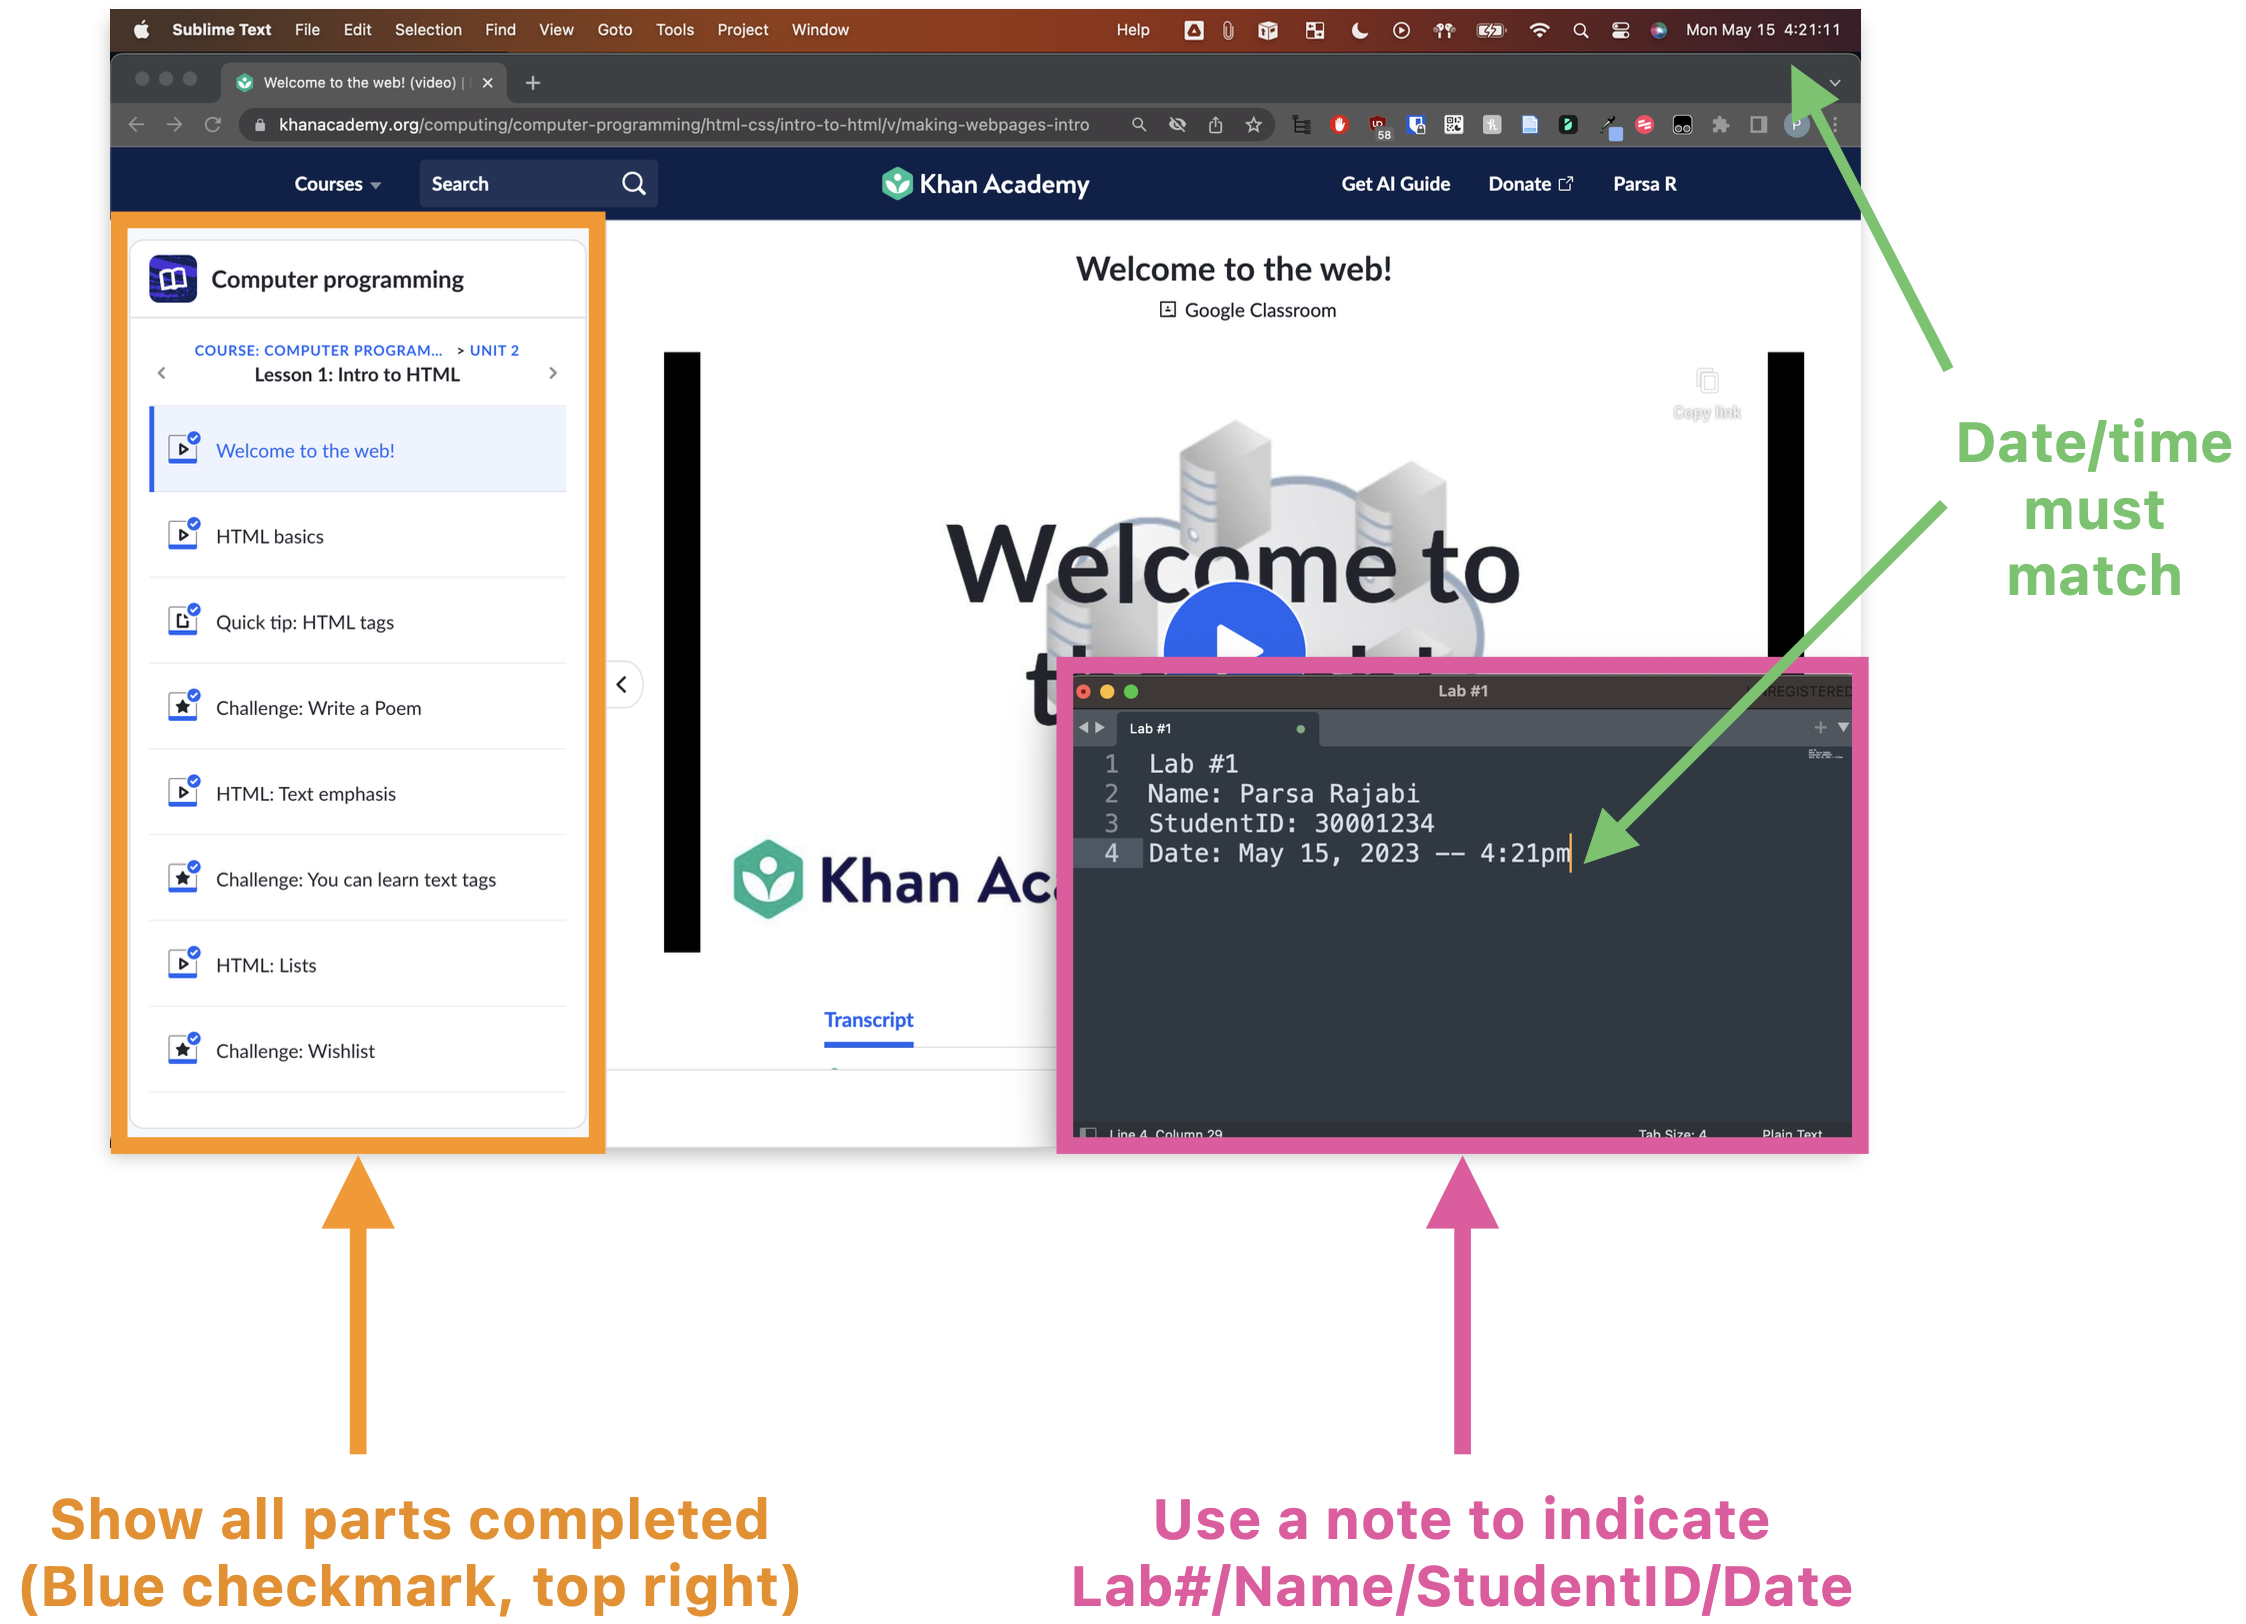 Sublime Text File Edit Selection Find View Goto Tools Project Window Help Mon May 15 4:21:11
Welcome to the web! (video) |
khanacademy.org/computing/computer-programming/html-css/intro-to-html/v/making-webpages-intro
58
P
Courses Search Khan Academy Get AI Guide Donate Parsa R
Computer programming
COURSE: COMPUTER PROGRAM... > UNIT 2
Lesson 1: Intro to HTML
Welcome to the web!
HTML basics
Quick tip: HTML tags
Challenge: Write a Poem
HTML: Text emphasis
Challenge: You can learn text tags
HTML: Lists
Challenge: Wishlist
Welcome to the web!
Google Classroom
Copy link
Welcome to
Khan Aca
Transcript
Lab #1
Lab #1
1 Lab #1
2 Name: Parsa Rajabi
3 StudentID: 30001234
4 Date: May 15, 2023 -- 4:21pm
Line 4, Column 29 Tab Size: 4 Plain Text
Date/time
must
match
Show all parts completed
(Blue checkmark, top right)
Use a note to indicate
Lab#/Name/StudentID/Date